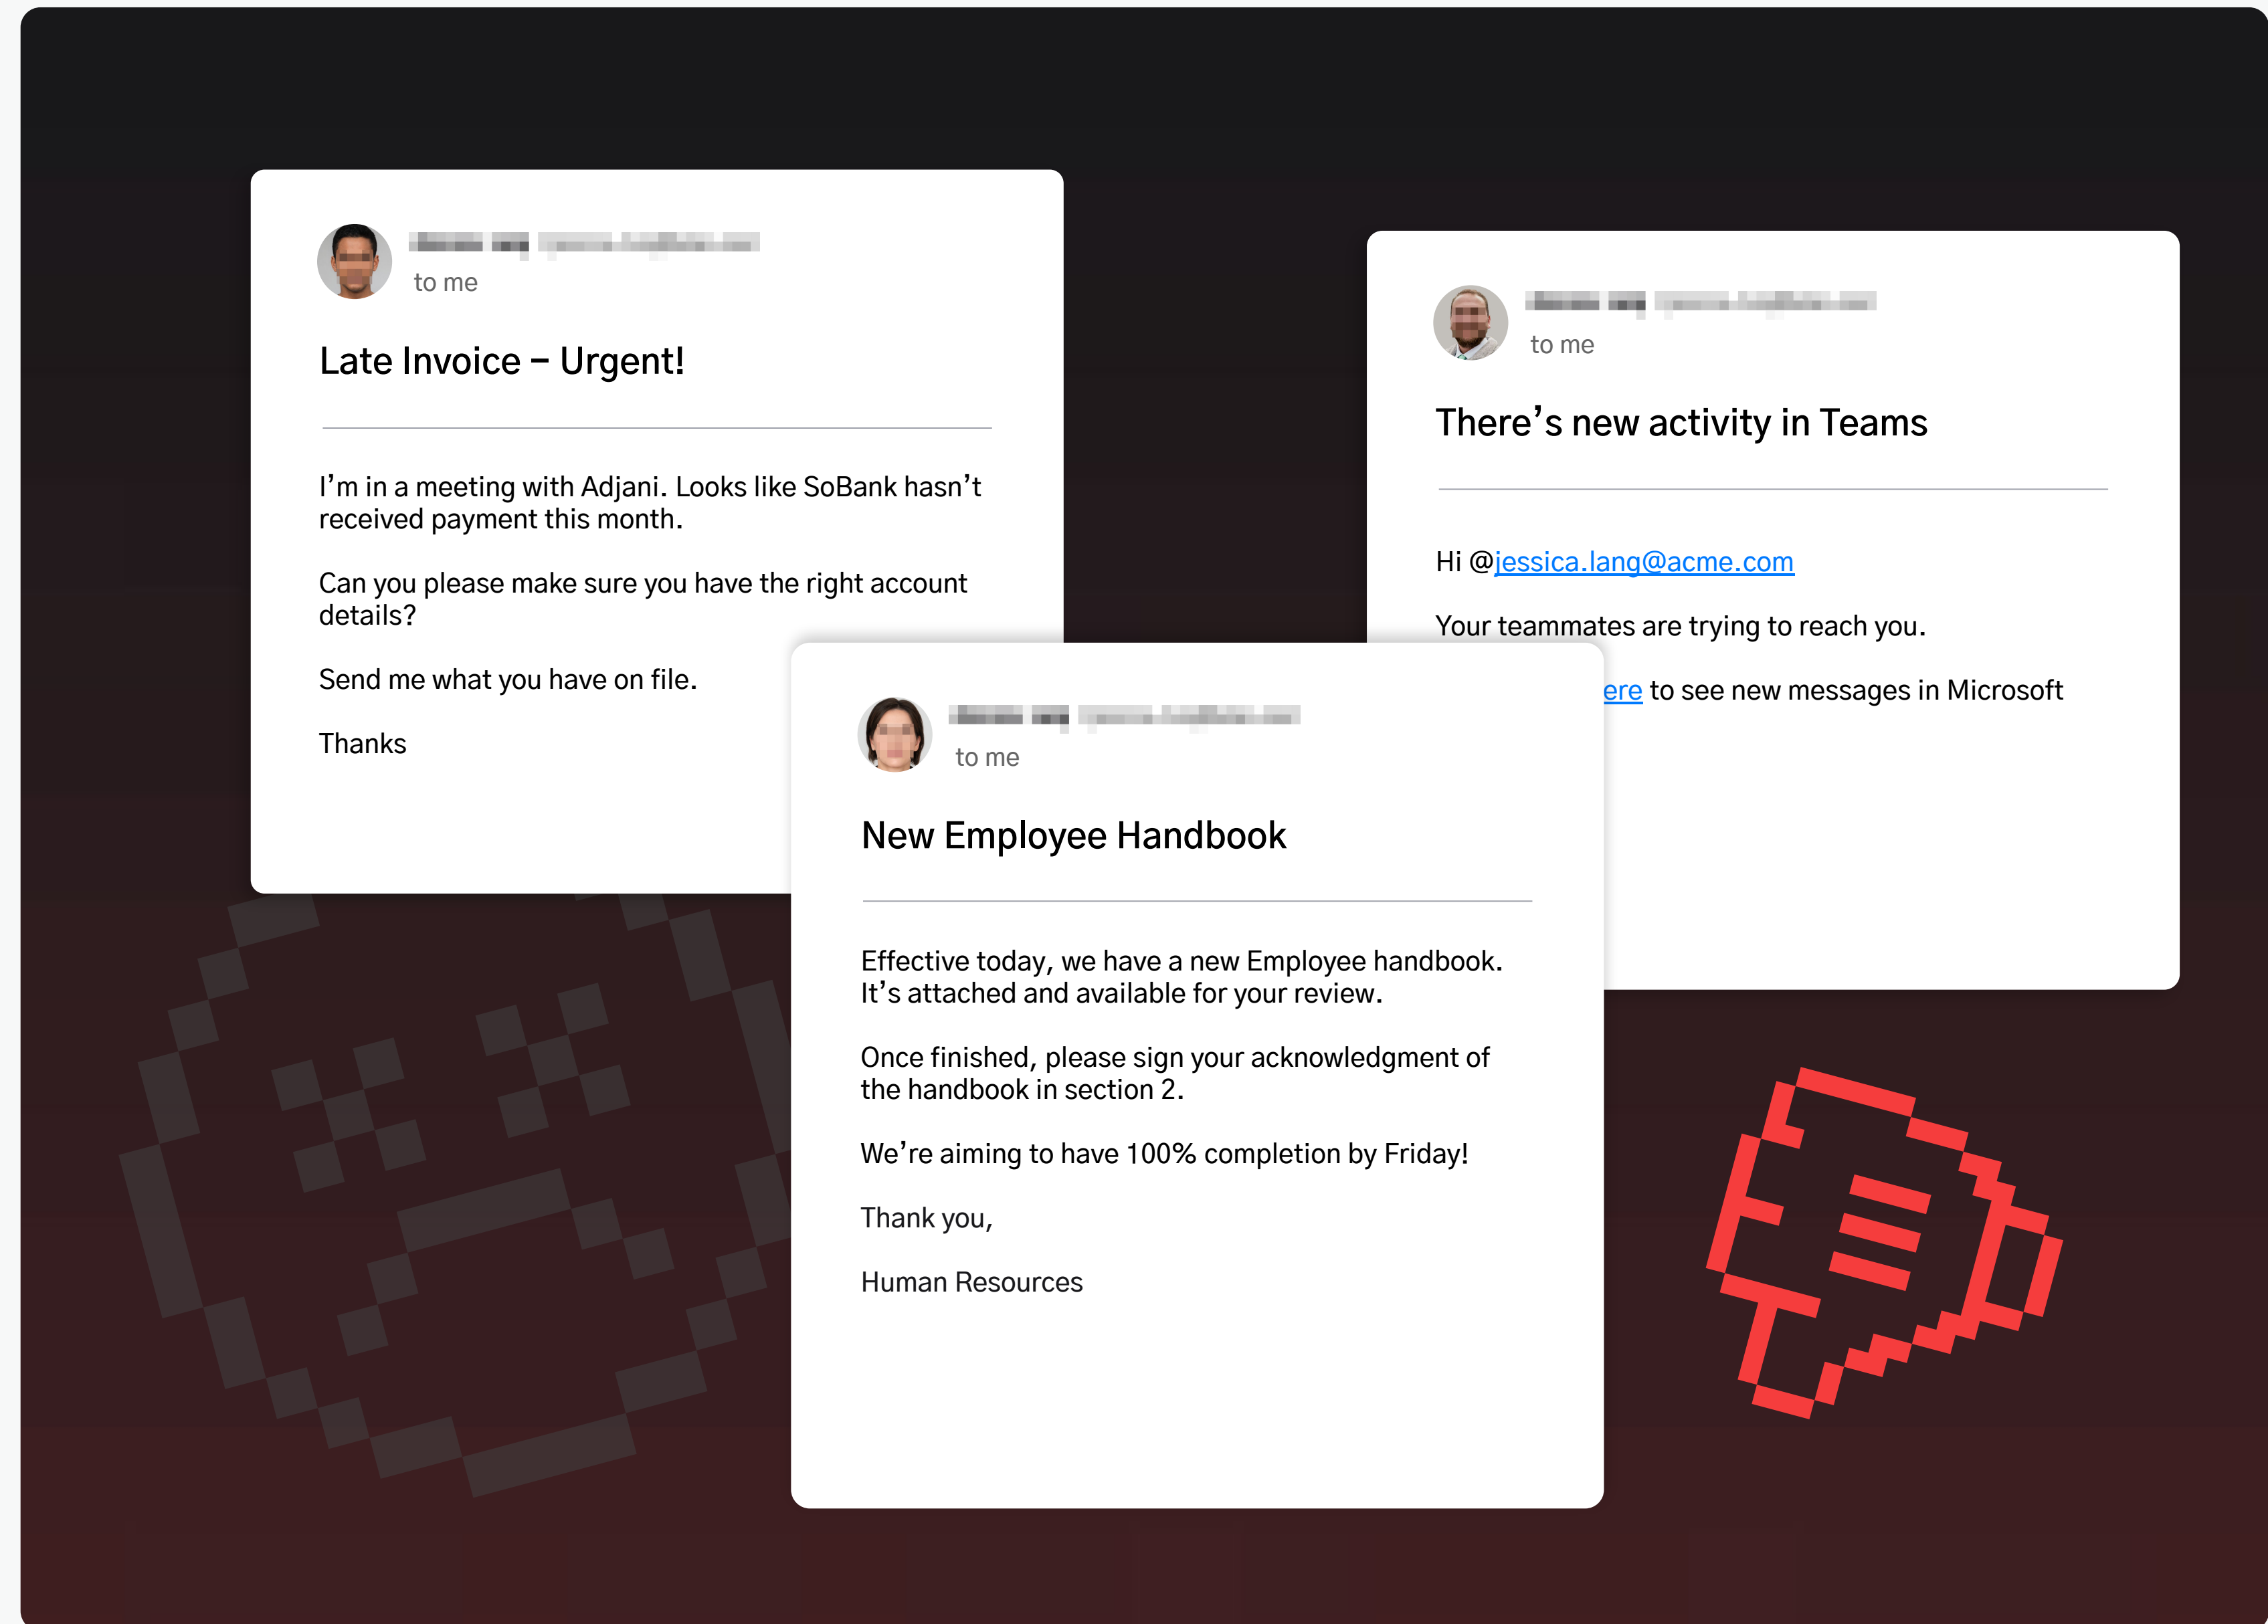 to me
Late Invoice – Urgent!
I’m in a meeting with Adjani. Looks like SoBank hasn’t
received payment this month.
Can you please make sure you have the right account
details?
Send me what you have on file.
Thanks
to me
There’s new activity in Teams
Hi @jessica.lang@acme.com
Your teammates are trying to reach you.
to see new messages in Microsoft
to me
New Employee Handbook
Effective today, we have a new Employee handbook.
It’s attached and available for your review.
Once finished, please sign your acknowledgment of
the handbook in section 2.
We’re aiming to have 100% completion by Friday!
Thank you,
Human Resources